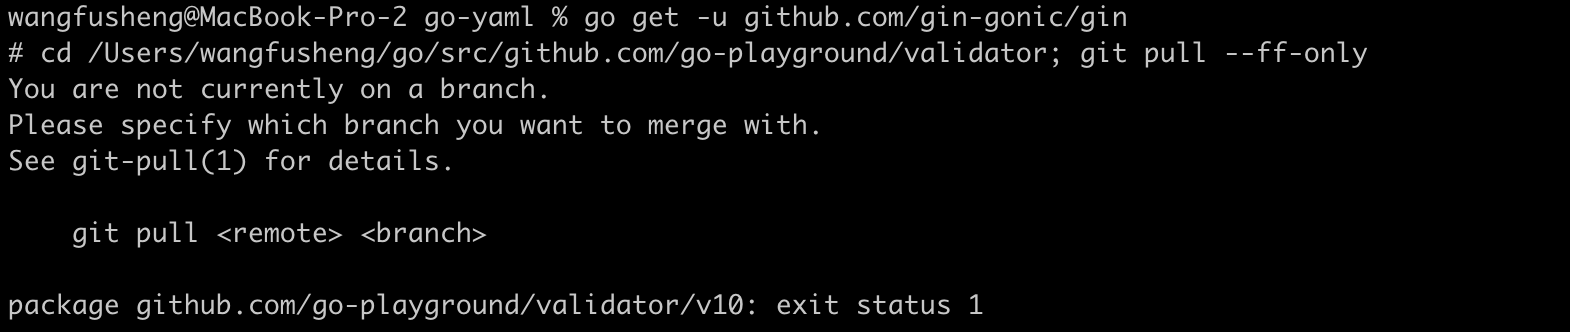 wangfusheng@MacBook-Pro-2 go-yaml % go get -u github.com/gin-gonic/gin
# cd /Users/wangfusheng/go/src/github.com/go-playground/validator; git pull --ff-only
You are not currently on a branch.
Please specify which branch you want to merge with.
See git-pull(1) for details.
git pull <remote> <branch>
package github.com/go-playground/validator/v10: exit status 1